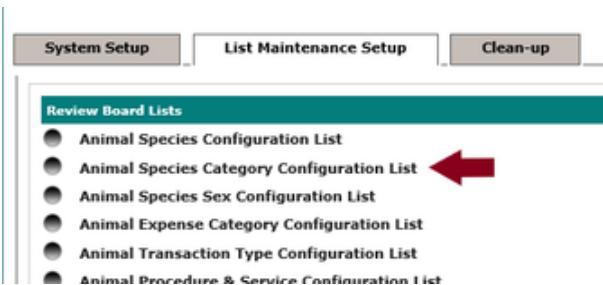 System Setup
List Maintenance Setup
Clean-up
Review Board Lists
Animal Species Configuration List
Animal Species Category Configuration List
Animal Species Sex Configuration List
Animal Expense Category Configuration List
Animal Transaction Type Configuration List
Animal Procedure & Service Configuration List